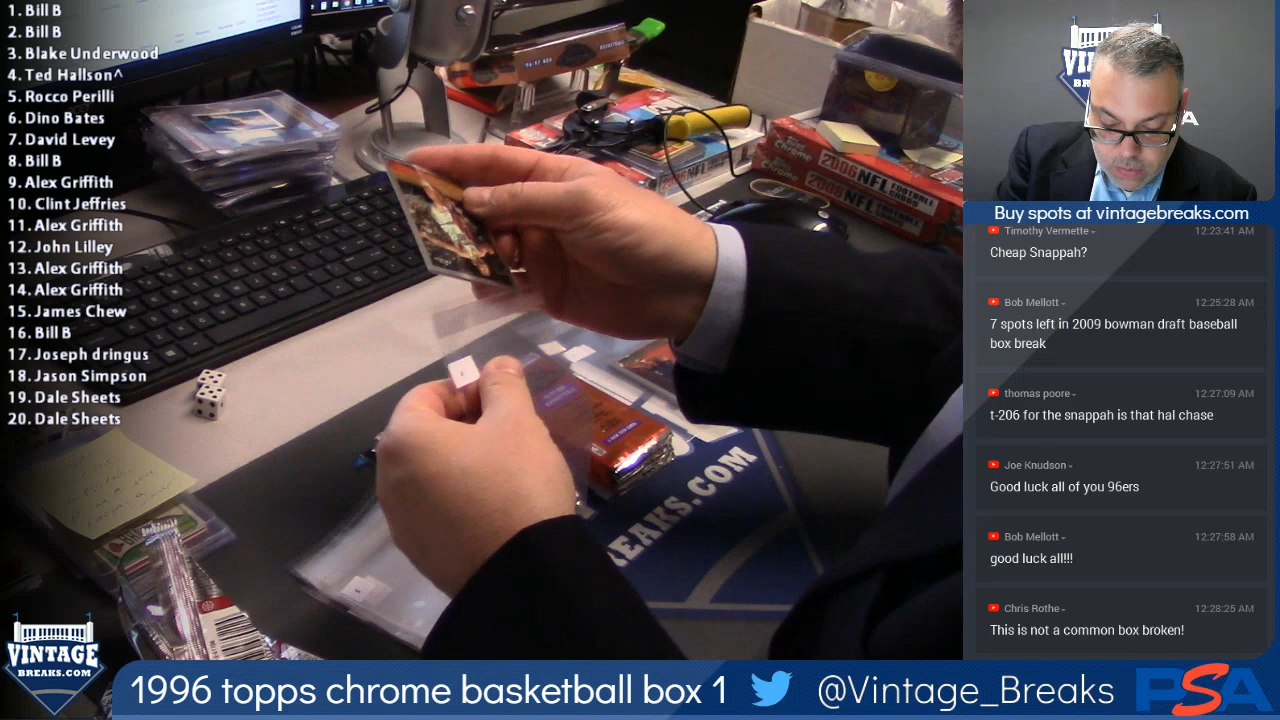 1. Bill B
2. Bill B
3. Blake Underwood
4. Ted Hallson^
5. Rocco Perilli
6. Dino Bates
7. David Levey
8. Bill B
9. Alex Griffith
10. Clint Jeffries
11. Alex Griffith
12. John Lilley
13. Alex Griffith
14. Alex Griffith
15. James Chew
16. Bill B
17. Joseph dringus
18. Jason Simpson
19. Dale Sheets
20. Dale Sheets
Topps Chrome
2006 NFL FOOTBALL CARDS
2006 NFL FOOTBALL
REAKS.COM
Buy spots at vintagebreaks.com
Timothy Vermette
12:23:41 AM
Cheap Snappah?
Bob Mellott
12:25:28 AM
7 spots left in 2009 bowman draft baseball
box break
thomas poore
12:27:09 AM
t-206 for the snappah is that hal chase
Joe Knudson
12:27:51 AM
Good luck all of you 96ers
Bob Mellott
12:27:58 AM
good luck all!!!
Chris Rothe
12:28:25 AM
This is not a common box broken!
VINTAGE
BREAKS.COM
1996 topps chrome basketball box 1
@Vintage_Breaks
PSA